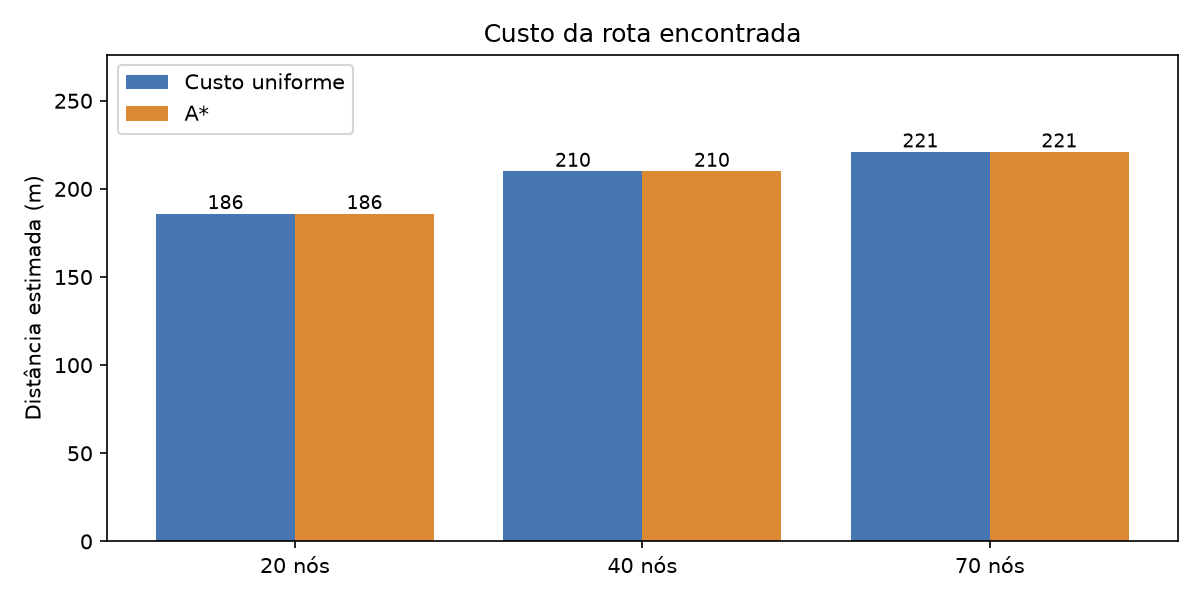 Custo da rota encontrada
Custo uniforme
A*
Distância estimada (m)
250
200
150
100
50
0
186
186
210
210
221
221
20 nós
40 nós
70 nós